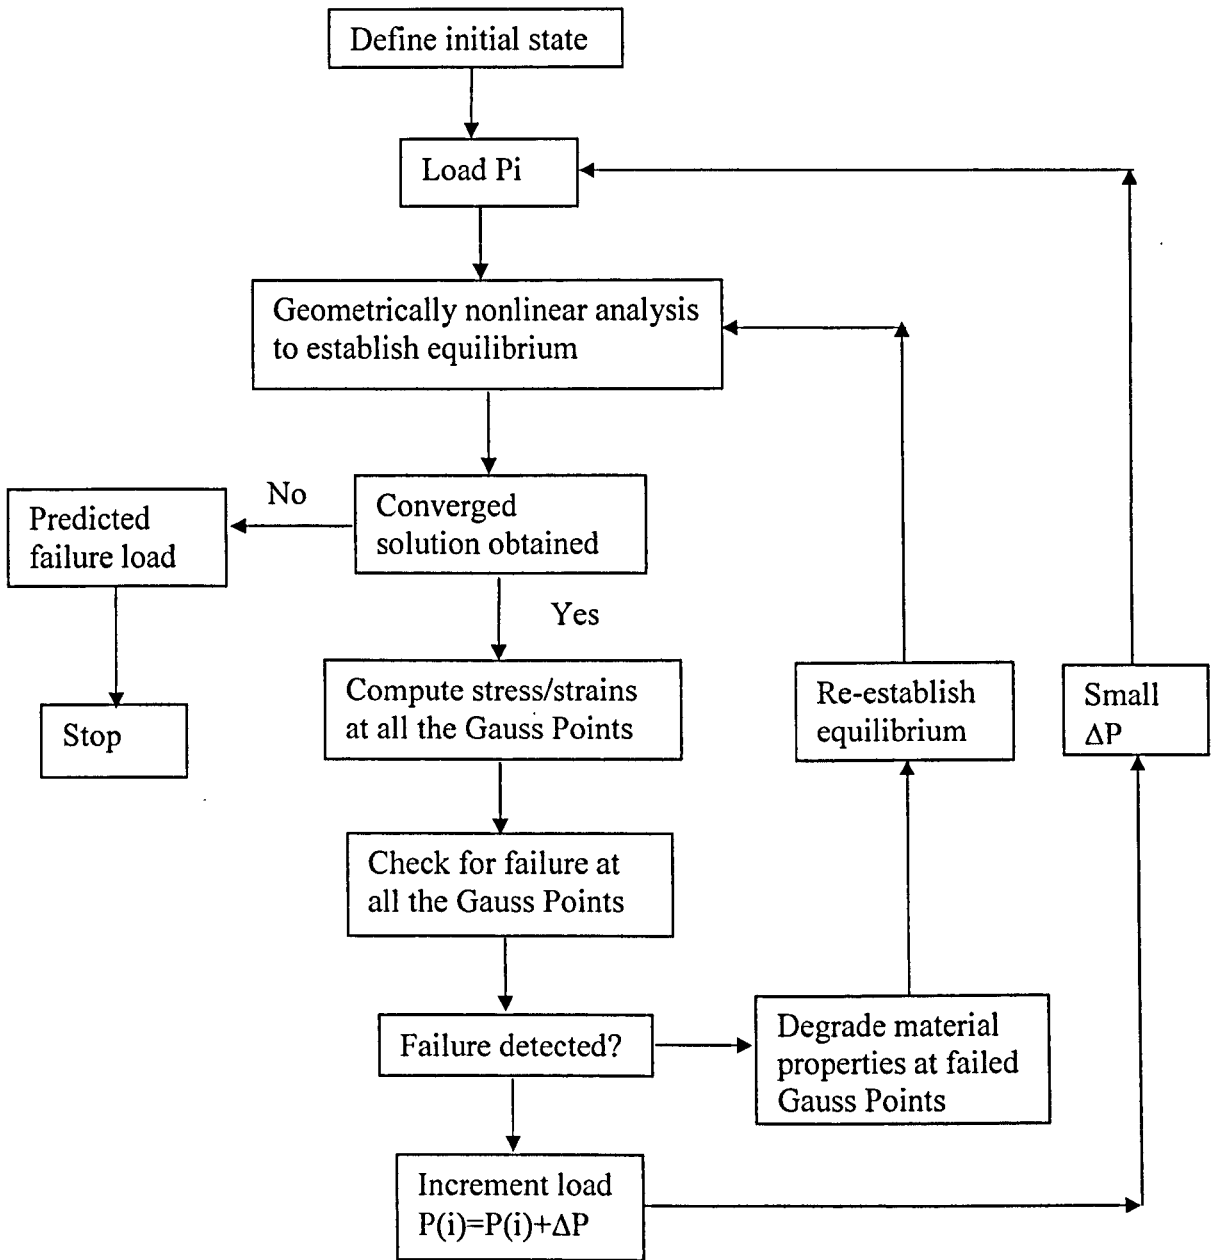 Define initial state
Load Pi
Geometrically nonlinear analysis
to establish equilibrium
No
Converged
solution obtained
Predicted
failure load
Yes
Compute stress/strains
at all the Gauss Points
Re-establish
equilibrium
Small
ΔP
Stop
Check for failure at
all the Gauss Points
Failure detected?
Degrade material
properties at failed
Gauss Points
Increment load
P(i)=P(i)+ΔP